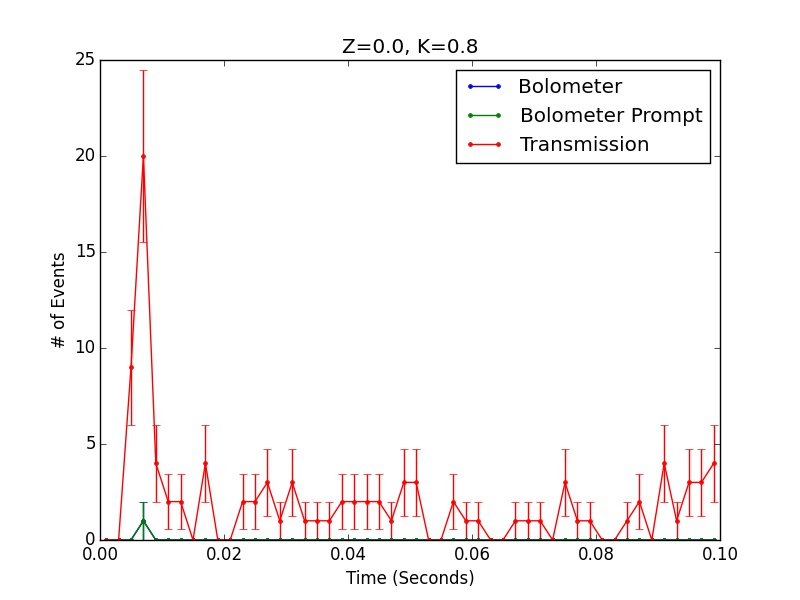 Z=0.0, K=0.8
25
20
15
10
5
0
# of Events
Bolometer
Bolometer Prompt
Transmission
0.00 0.02 0.04 0.06 0.08 0.10
Time (Seconds)